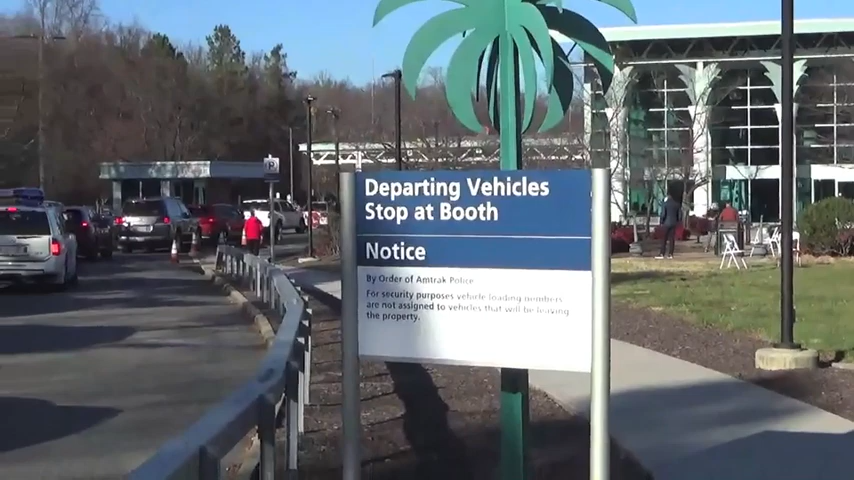 Departing Vehicles
Stop at Booth
Notice
By Order of Amtrak Police
For security purposes vehicle loading numbers
are not assigned to vehicles that will be leaving
the property.